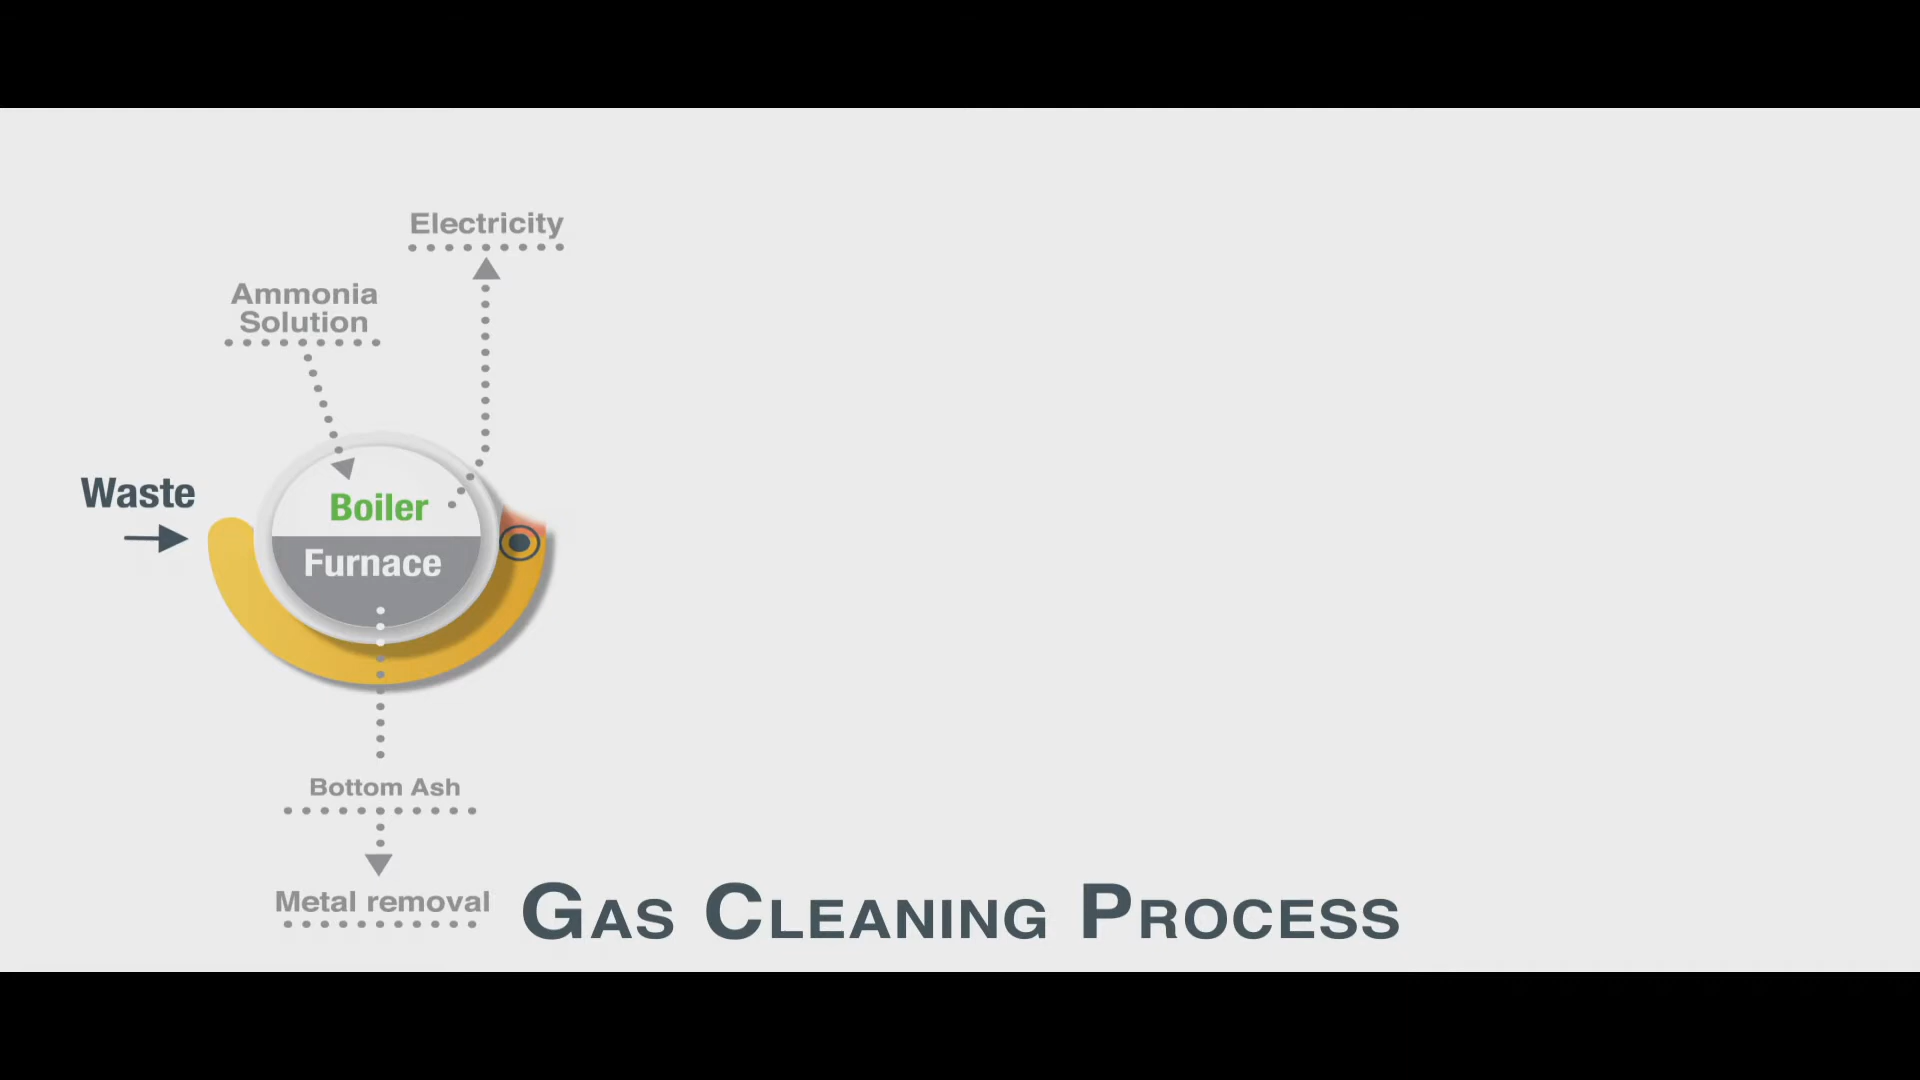 Electricity
Ammonia
Solution
Waste
Boiler
Furnace
Bottom Ash
Metal removal
Gas Cleaning Process